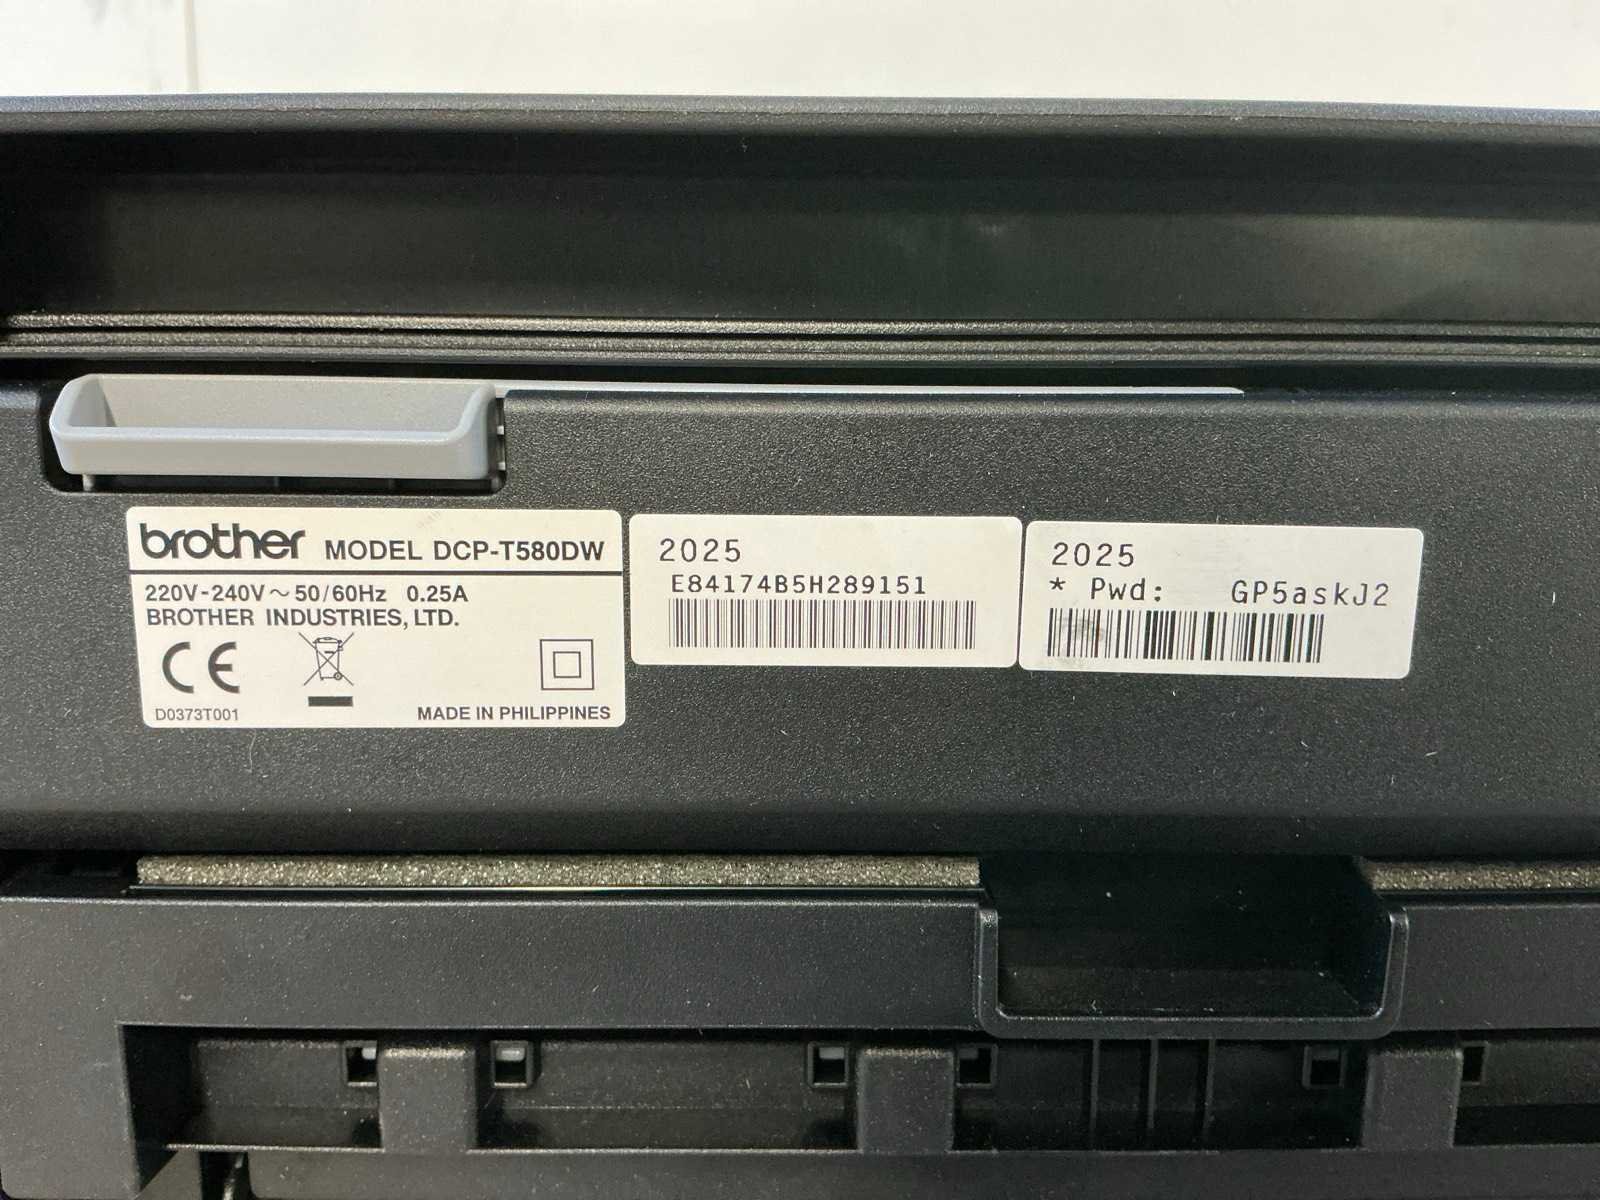 brother MODEL DCP-T580DW
220V-240V～50/60Hz 0.25A
BROTHER INDUSTRIES, LTD.
CE
D0373T001 MADE IN PHILIPPINES
2025
E84174B5H289151
2025
* Pwd: GP5askJ2